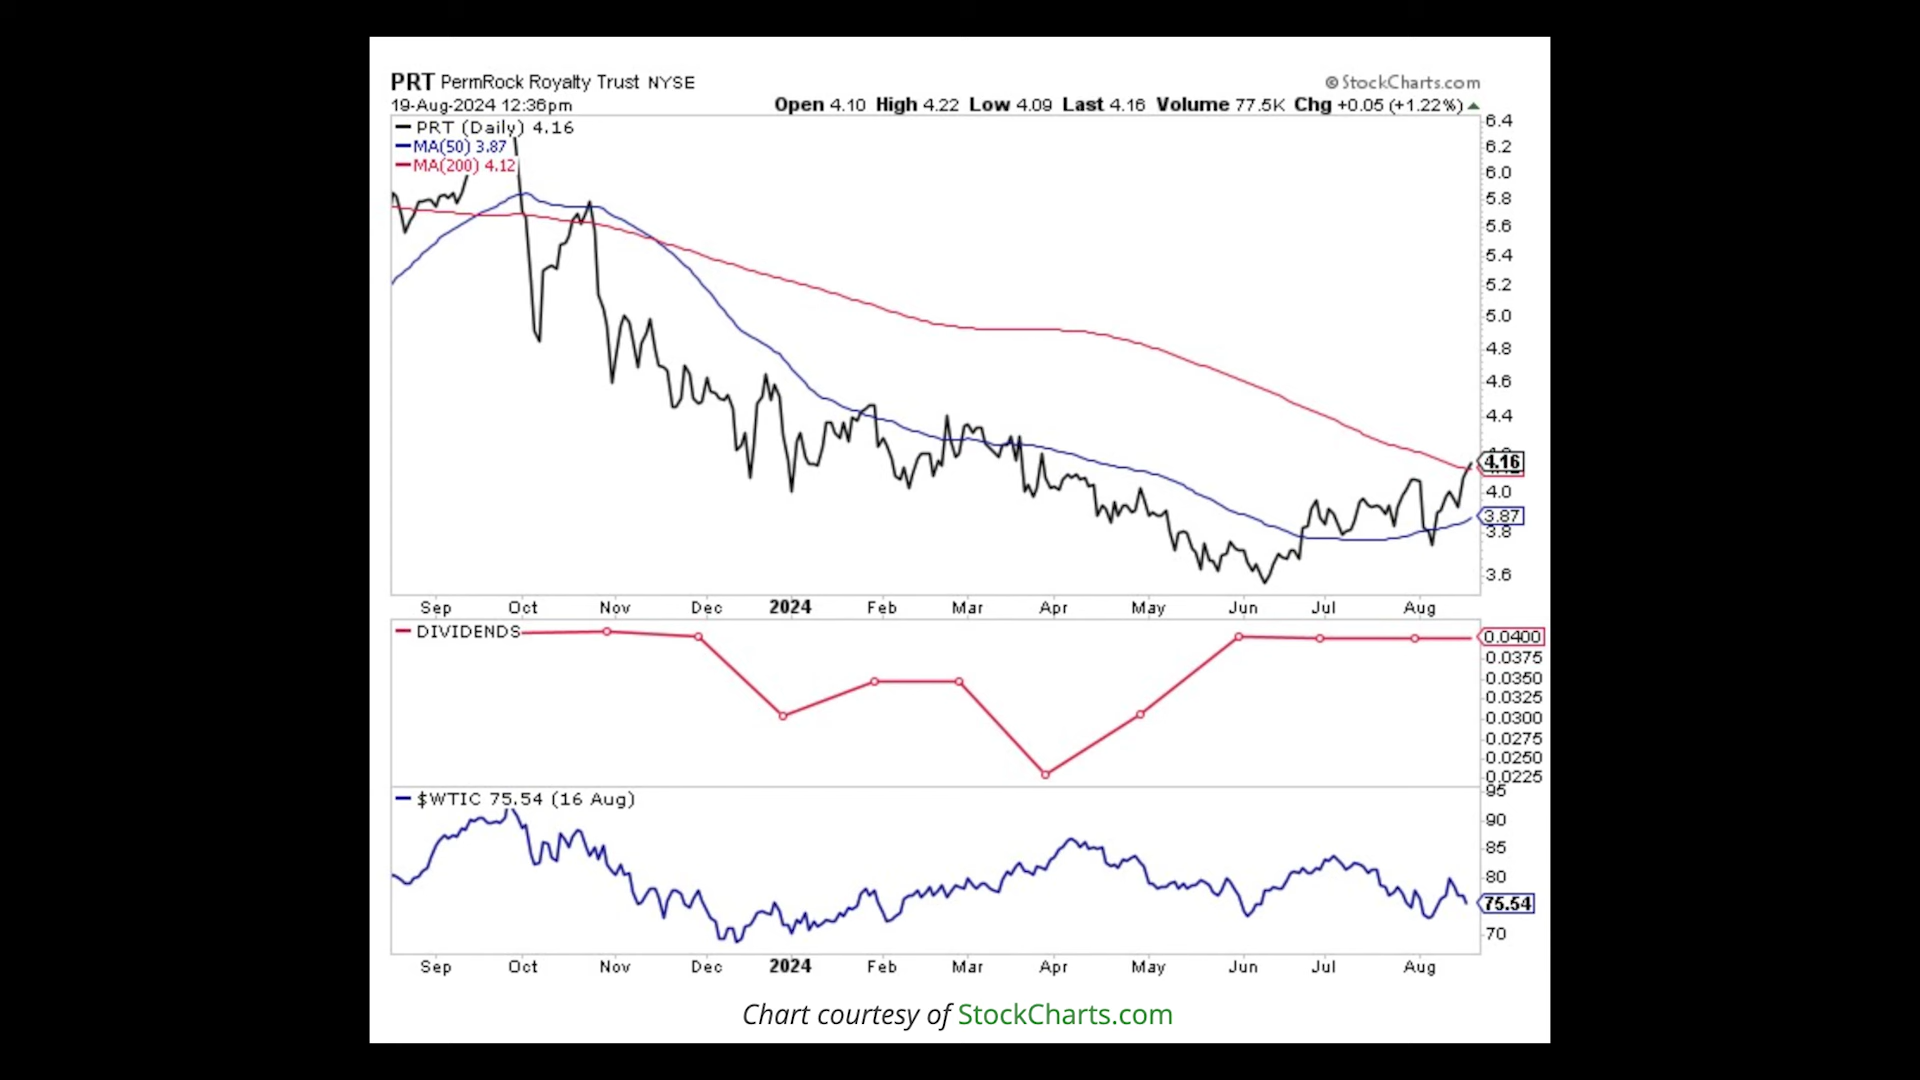 PRT PermRock Royalty Trust NYSE
© StockCharts.com
19-Aug-2024 12:36pm
Open 4.10 High 4.22 Low 4.09 Last 4.16 Volume 77.5K Chg +0.05 (+1.22%)
PRT (Daily) 4.16
MA(50) 3.87
MA(200) 4.12
6.4
6.2
6.0
5.8
5.6
5.4
5.2
5.0
4.8
4.6
4.4
4.16
4.0
3.87
3.8
3.6
Sep Oct Nov Dec 2024 Feb Mar Apr May Jun Jul Aug
DIVIDENDS
0.0400
0.0375
0.0350
0.0325
0.0300
0.0275
0.0250
0.0225
$WTIC 75.54 (16 Aug)
95
90
85
80
75.54
70
Sep Oct Nov Dec 2024 Feb Mar Apr May Jun Jul Aug
Chart courtesy of StockCharts.com